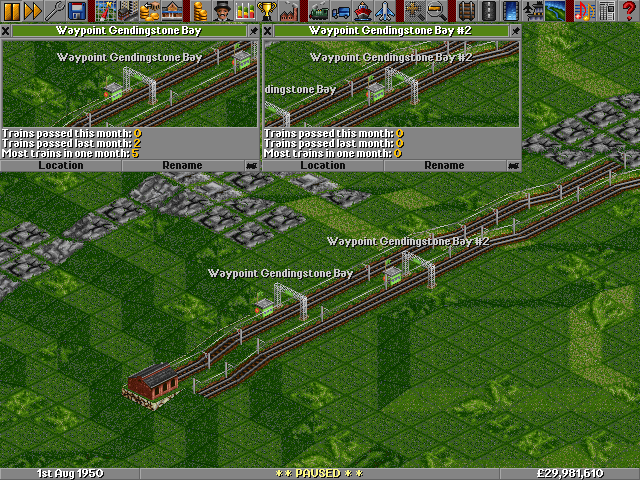 Waypoint Gendingstone Bay
Waypoint Gendingstone Bay
Trains passed this month: 0
Trains passed last month: 2
Most trains in one month: 5
Location
Rename
Waypoint Gendingstone Bay #2
Waypoint Gendingstone Bay #2
dingstone Bay
Trains passed this month: 0
Trains passed last month: 0
Most trains in one month: 0
Location
Rename
Waypoint Gendingstone Bay #2
Waypoint Gendingstone Bay
1st Aug 1950
* * PAUSED * *
£29,981,610